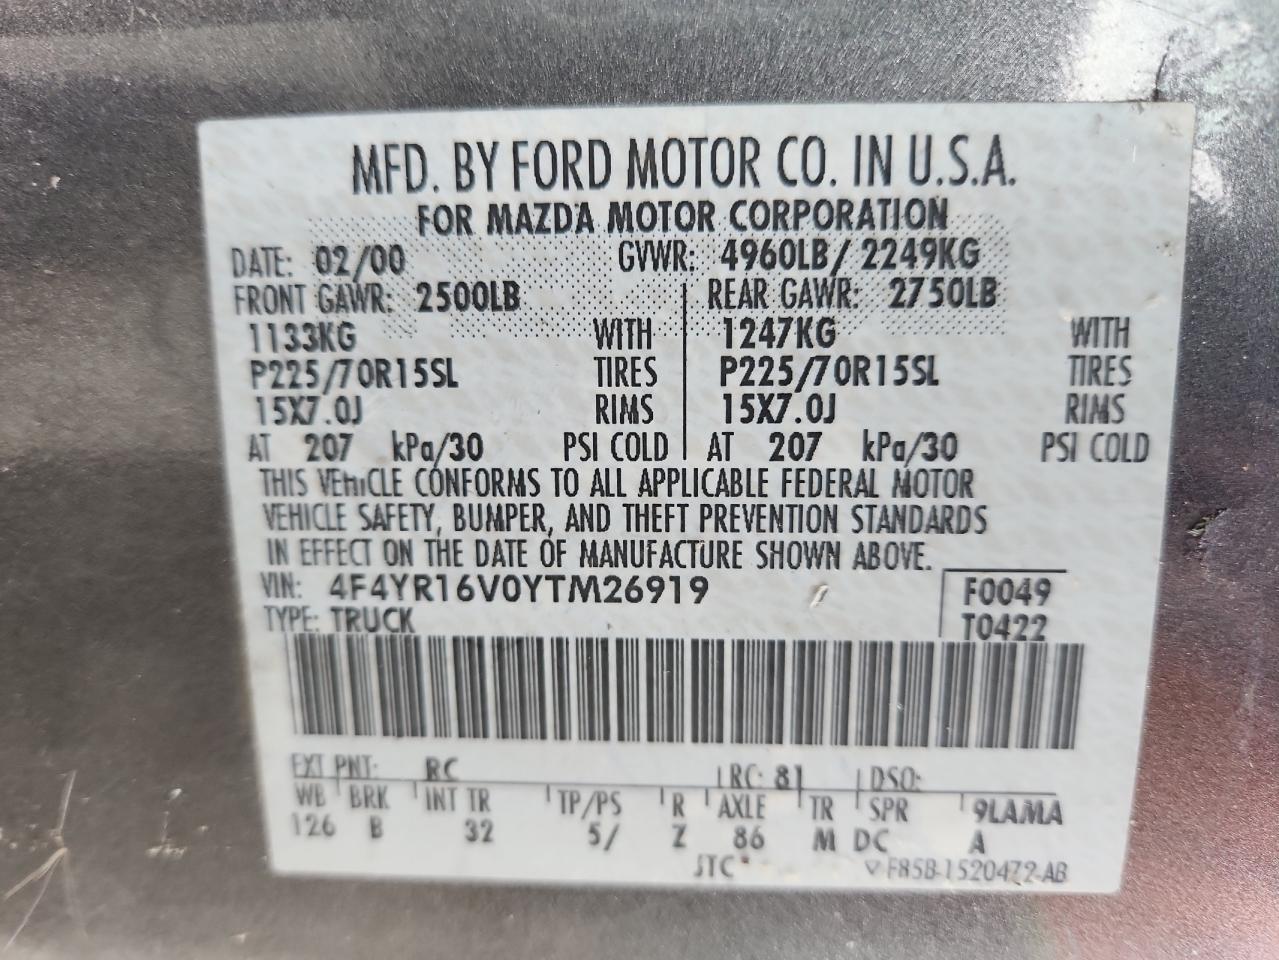 MFD. BY FORD MOTOR CO. IN U.S.A.
FOR MAZDA MOTOR CORPORATION
DATE: 02/00 GVWR: 4960LB/ 2249KG
FRONT GAWR: 2500LB REAR GAWR: 2750LB
1133KG WITH 1247KG WITH
P225/70R15SL TIRES P225/70R15SL TIRES
15X7.0J RIMS 15X7.0J RIMS
AT 207 kPa/30 PSI COLD AT 207 kPa/30 PSI COLD
THIS VEHICLE CONFORMS TO ALL APPLICABLE FEDERAL MOTOR
VEHICLE SAFETY, BUMPER, AND THEFT PREVENTION STANDARDS
IN EFFECT ON THE DATE OF MANUFACTURE SHOWN ABOVE.
VIN: 4F4YR16V0YTM26919 F0049
TYPE: TRUCK T0422
EXT PNT: RC RC: 81 DSO:
WB BRK INT TR TP/PS R AXLE TR SPR 9LAMA
126 B 32 5/ Z 86 M DC A
JTC F85B-1520472-AB